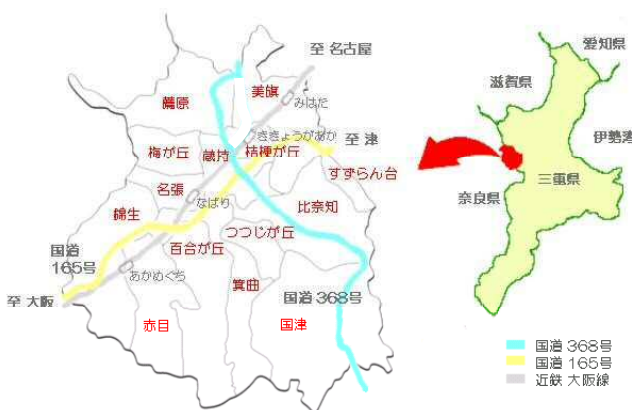 至 名古屋
美旗
みはた
薦原
ききょうがおか
至 津
梅が丘
蔵持
桔梗が丘
すずらん台
名張
なばり
比奈知
錦生
つつじが丘
国道
165号
百合が丘
あかめぐち
箕曲
国道 368号
至 大阪
赤目
国津
愛知県
滋賀県
伊勢湾
三重県
奈良県
国道 368号
国道 165号
近鉄 大阪線